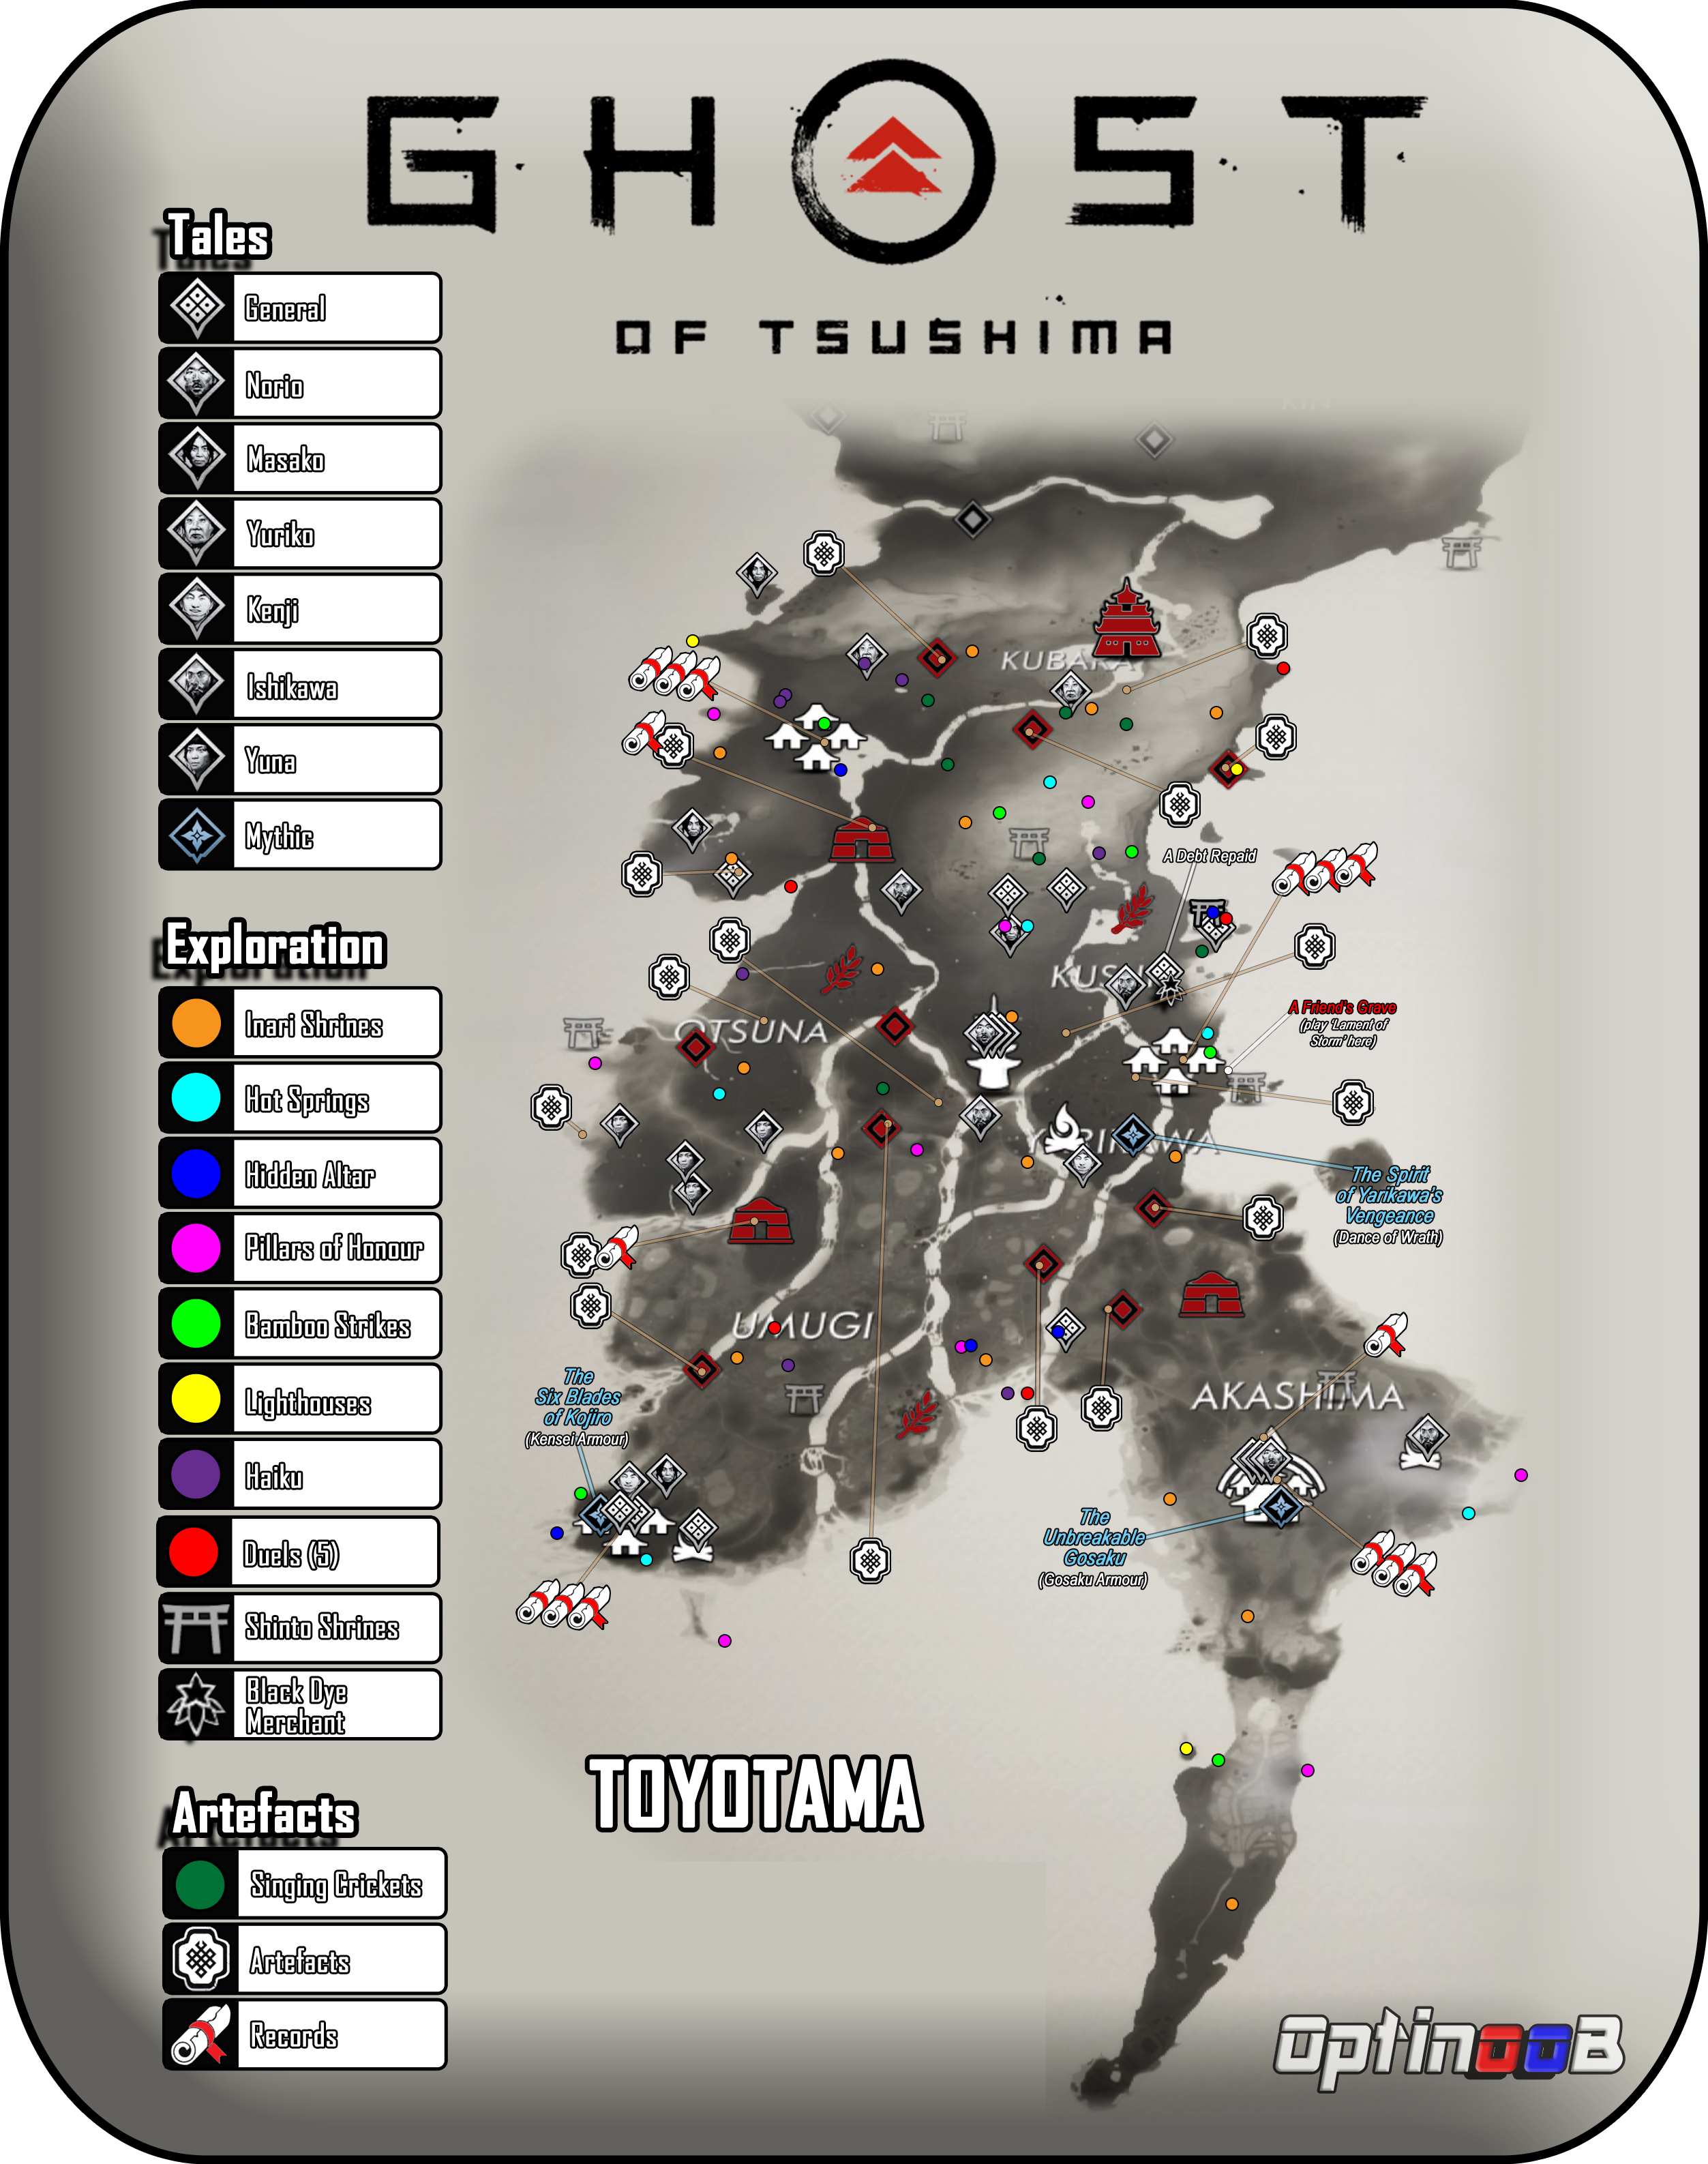 GHOST
OF TSUSHIMA
Tales
General
Norio
Masako
Yuriko
Kenji
Ishikawa
Yuna
Mythic
Exploration
Inari Shrines
Hot Springs
Hidden Altar
Pillars of Honour
Bamboo Strikes
Lighthouses
Haiku
Duels (5)
Shinto Shrines
Black Dye
Merchant
Artefacts
Singing Crickets
Artefacts
Records
KUBARA
A Debt Repaid
OTSUNA
A Friend's Grave
(play 'Lament of
Storm' here)
The Spirit
of Yarikawa's
Vengeance
(Dance of Wrath)
UMUGI
The
Six Blades
of Kojiro
(Kensei Armour)
AKASHIMA
The
Unbreakable
Gosaku
(Gosaku Armour)
TOYOTAMA
OptinooB